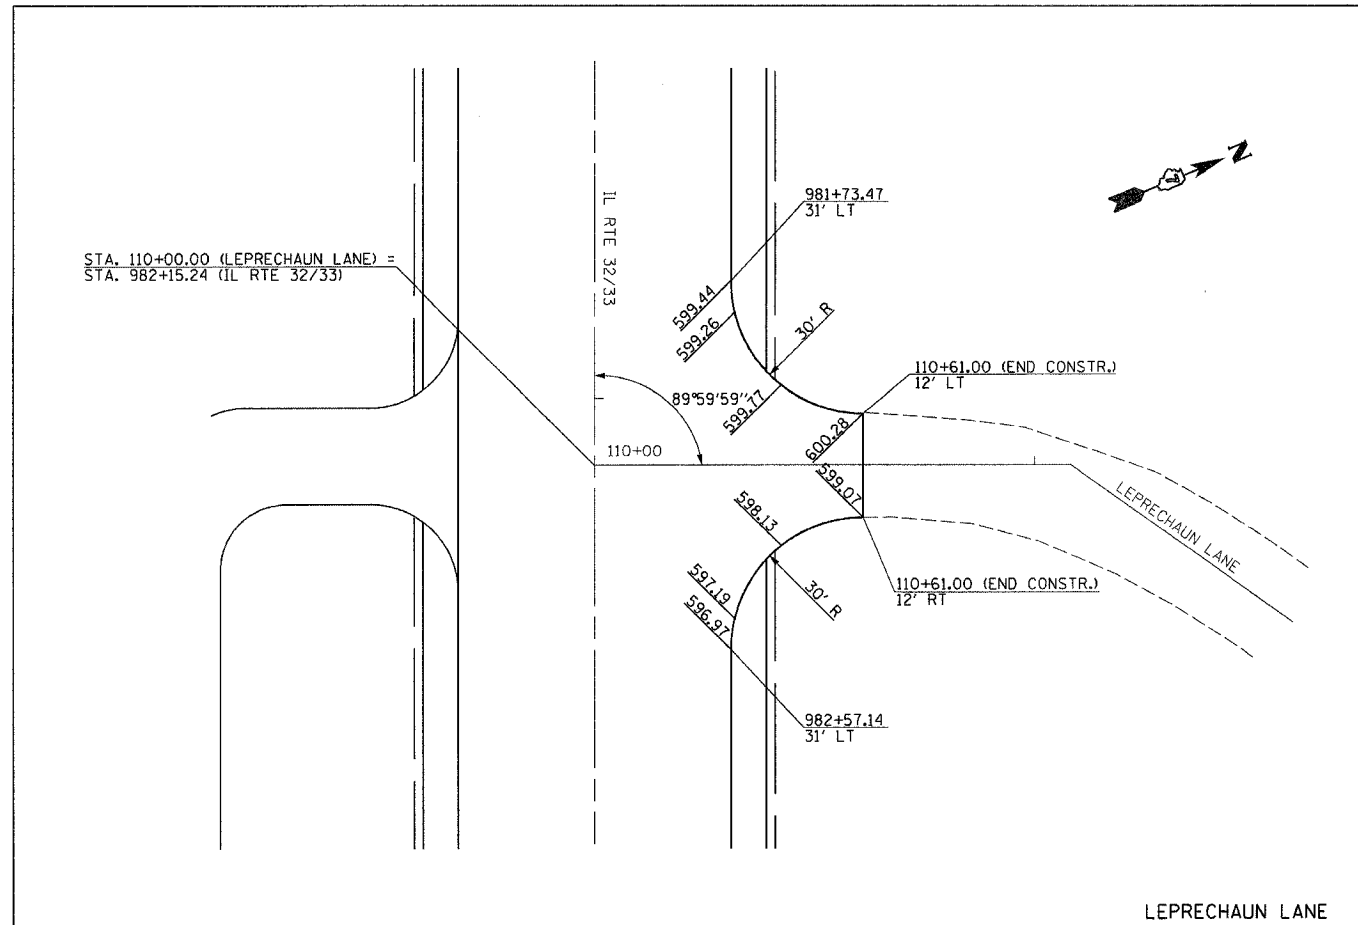 N
981+73.47
31' LT
IL RTE 32/33
STA. 110+00.00 (LEPRECHAUN LANE) =
STA. 982+15.24 (IL RTE 32/33)
599.44
599.26
30' R
110+61.00 (END CONSTR.)
12' LT
89°59'59"
599.77
600.28
110+00
599.07
598.13
LEPRECHAUN LANE
597.19
596.97
30' R
110+61.00 (END CONSTR.)
12' RT
982+57.14
31' LT
LEPRECHAUN LANE